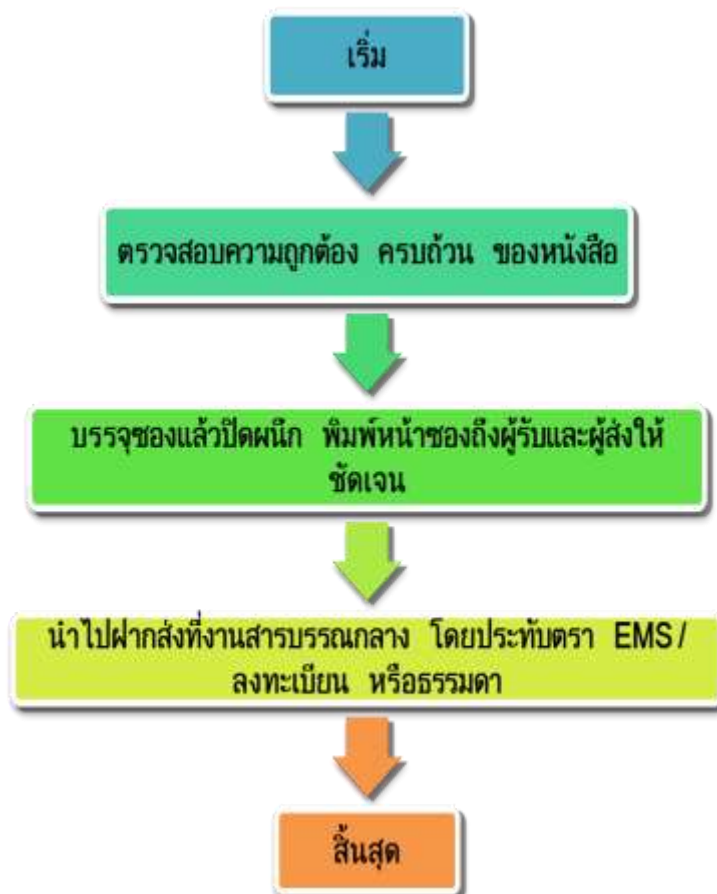 เริ่ม
ตรวจสอบความถูกต้อง ครบถ้วน ของหนังสือ
บรรจุซองแล้วปิดผนึก พิมพ์หน้าซองถึงผู้รับและผู้ส่งให้
ชัดเจน
นำไปฝากส่งที่งานสารบรรณกลาง โดยประทับตรา EMS /
ลงทะเบียน หรือธรรมดา
สิ้นสุด